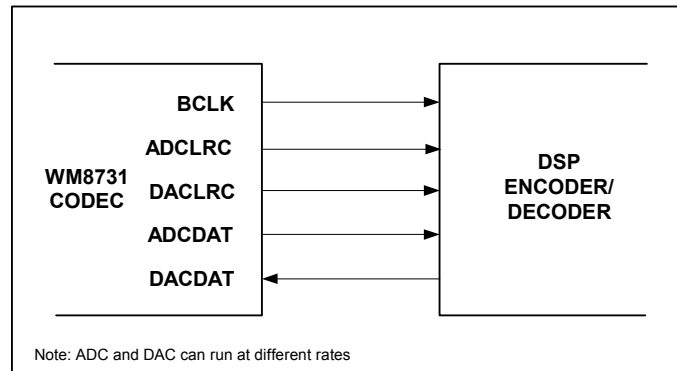 BCLK
ADCLRC
WM8731
CODEC
DACLRC
ADCDAT
DACDAT
DSP
ENCODER/
DECODER
Note: ADC and DAC can run at different rates